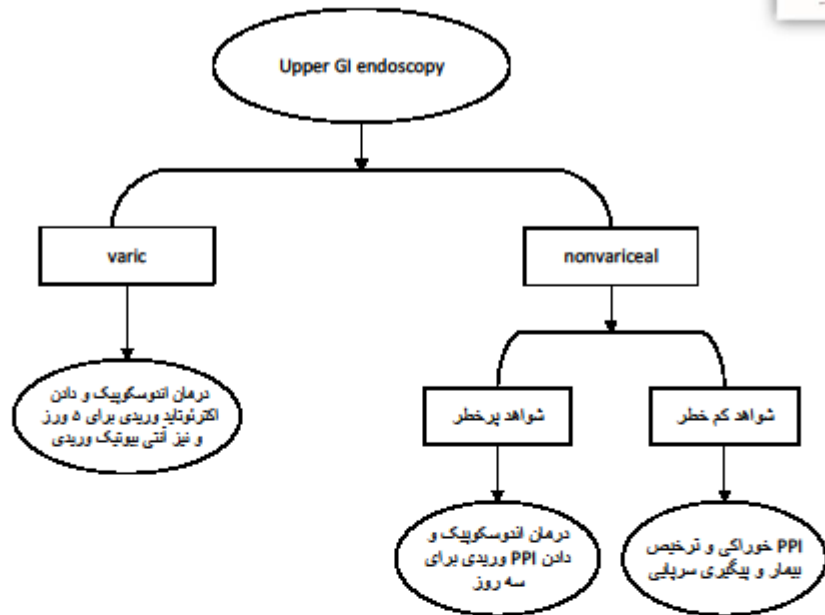 Upper GI endoscopy
varic
nonvariceal
درمان اندوسکوپیک و دادن
اکترئوتاید وریدی برای ۵ ورز
و نیز آنتی بیوتیک وریدی
شواهد پرخطر
شواهد کم خطر
درمان اندوسکوپیک و
دادن PPI وریدی برای
سه روز
PPI خوراکی و ترخیص
بیمار و پیگیری سرپایی